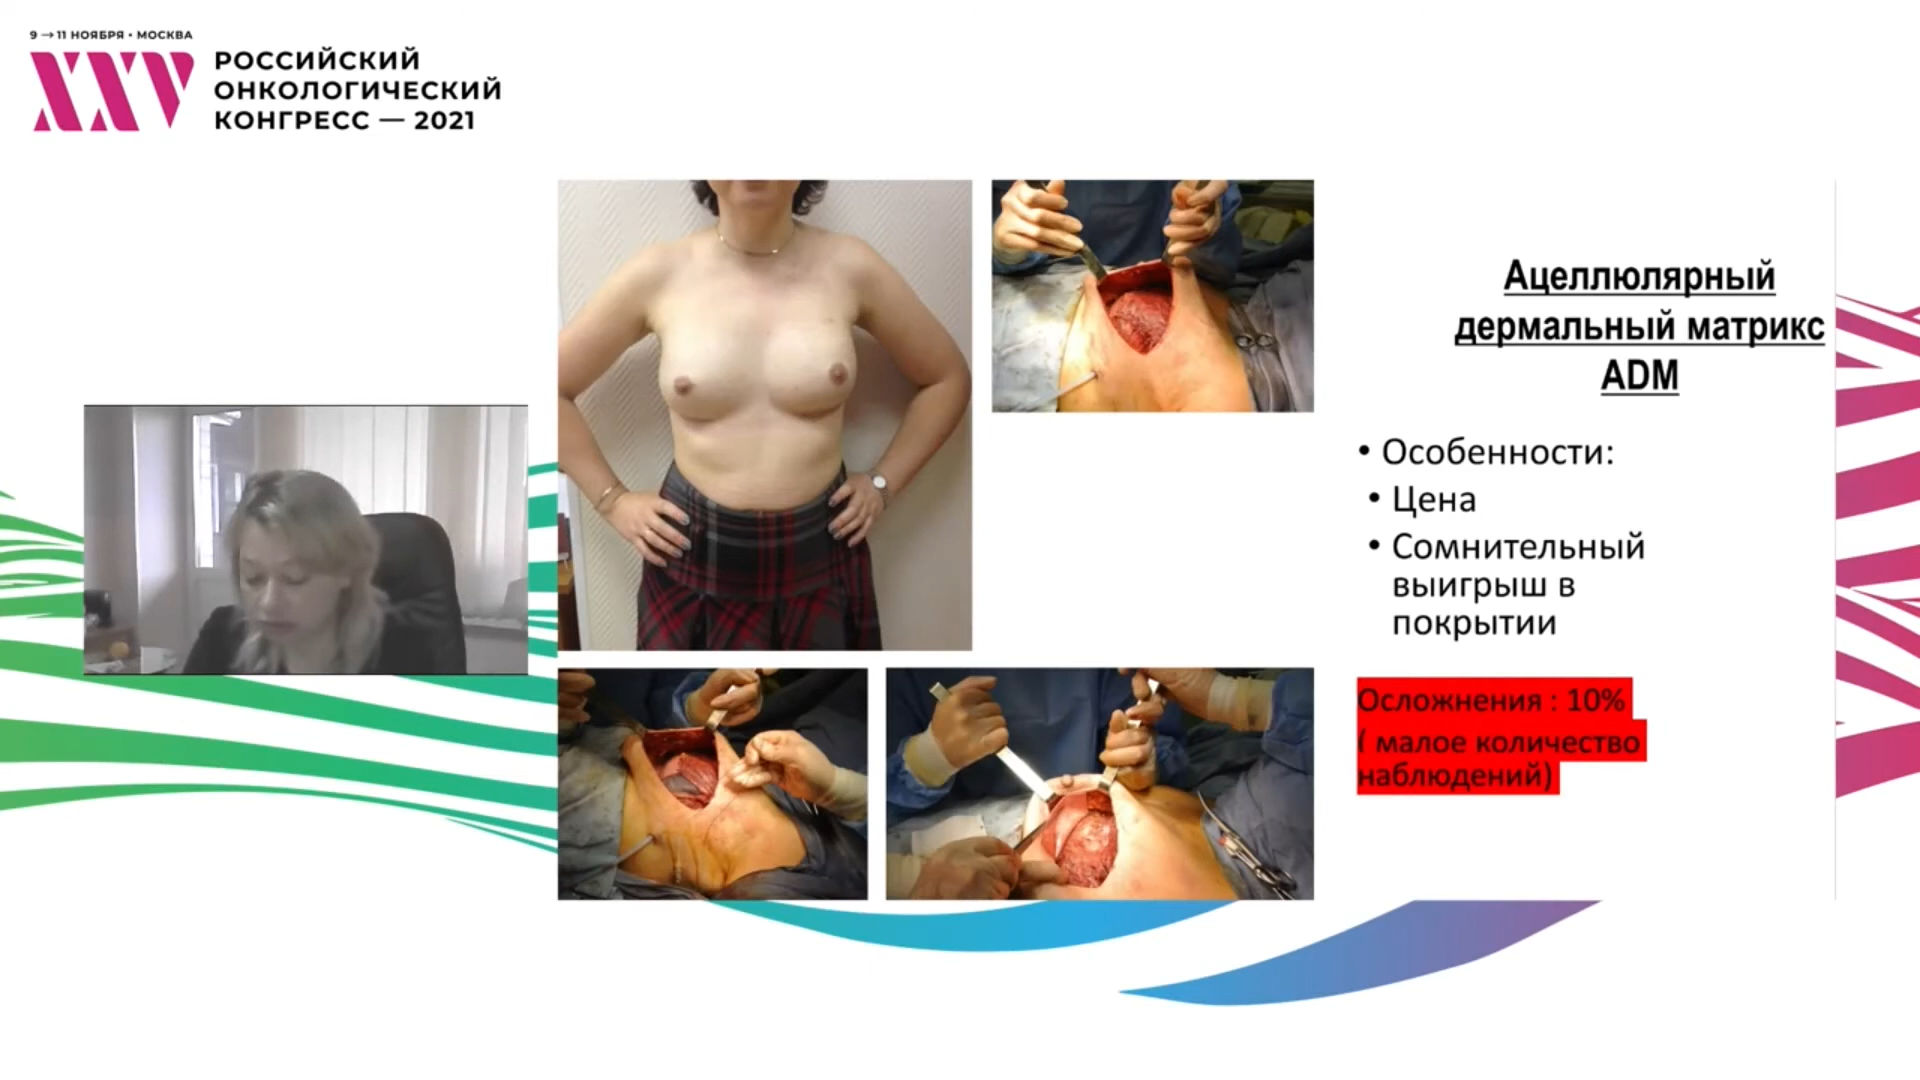 9 → 11 НОЯБРЯ • МОСКВА
XXV
РОССИЙСКИЙ
ОНКОЛОГИЧЕСКИЙ
КОНГРЕСС — 2021
Ацеллюлярный
дермальный матрикс
ADM
• Особенности:
• Цена
• Сомнительный
выигрыш в
покрытии
Осложнения : 10%
( малое количество
наблюдений)